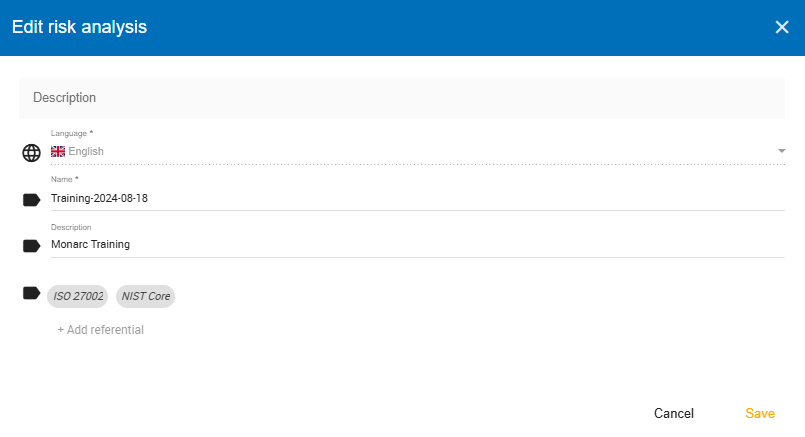 Edit risk analysis
Description
Language *
English
Name *
Training-2024-08-18
Description
Monarc Training
ISO 27002 NIST Core
+ Add referential
Cancel Save